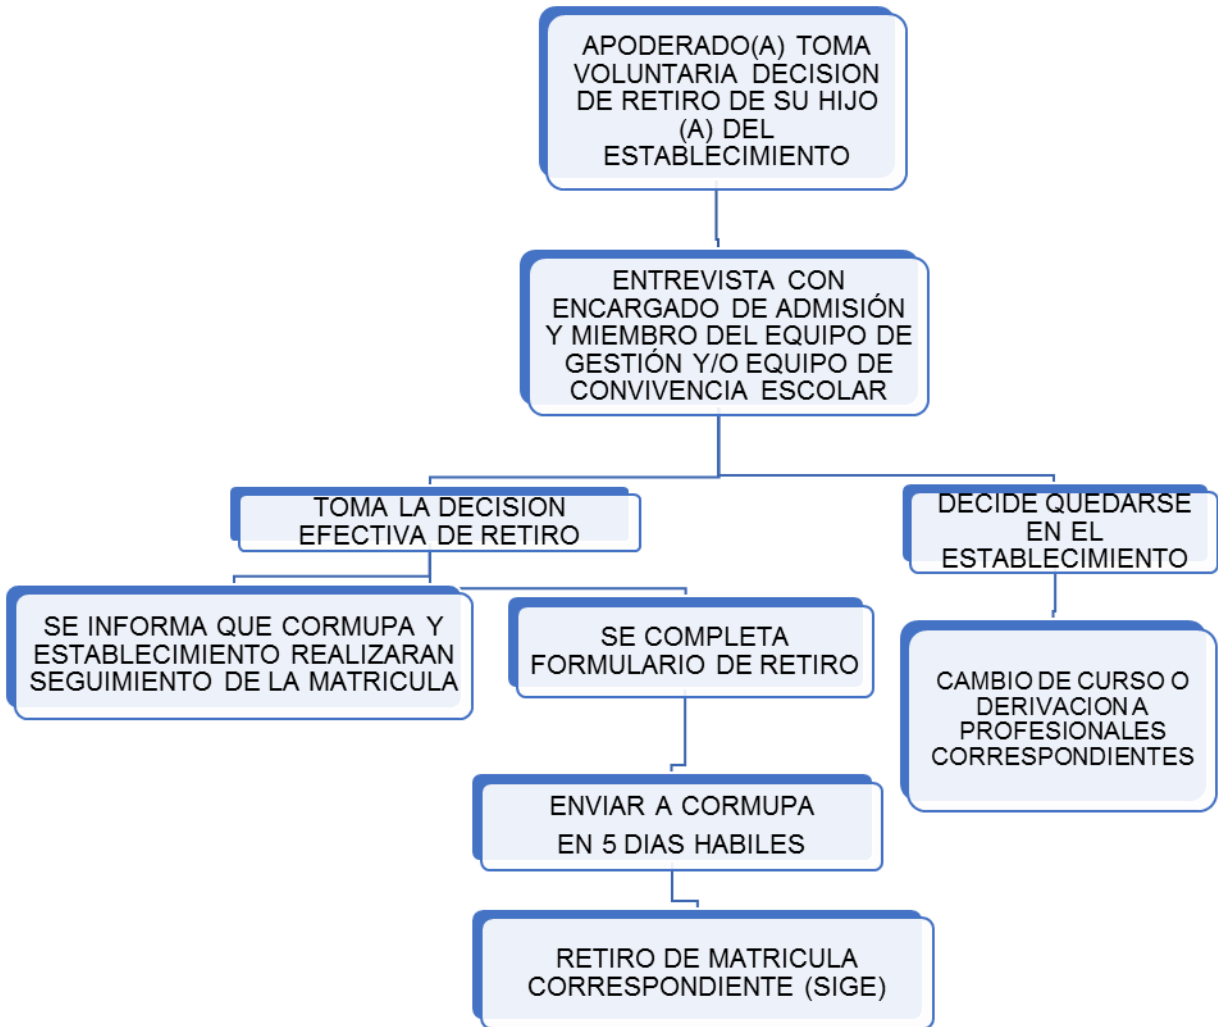 APODERADO(A) TOMA
VOLUNTARIA DECISION
DE RETIRO DE SU HIJO
(A) DEL
ESTABLECIMIENTO
ENTREVISTA CON
ENCARGADO DE ADMISIÓN
Y MIEMBRO DEL EQUIPO DE
GESTIÓN Y/O EQUIPO DE
CONVIVENCIA ESCOLAR
TOMA LA DECISION
EFECTIVA DE RETIRO
DECIDE QUEDARSE
EN EL
ESTABLECIMIENTO
SE INFORMA QUE CORMUPA Y
ESTABLECIMIENTO REALIZARAN
SEGUIMIENTO DE LA MATRICULA
SE COMPLETA
FORMULARIO DE RETIRO
CAMBIO DE CURSO O
DERIVACION A
PROFESIONALES
CORRESPONDIENTES
ENVIAR A CORMUPA
EN 5 DIAS HABILES
RETIRO DE MATRICULA
CORRESPONDIENTE (SIGE)